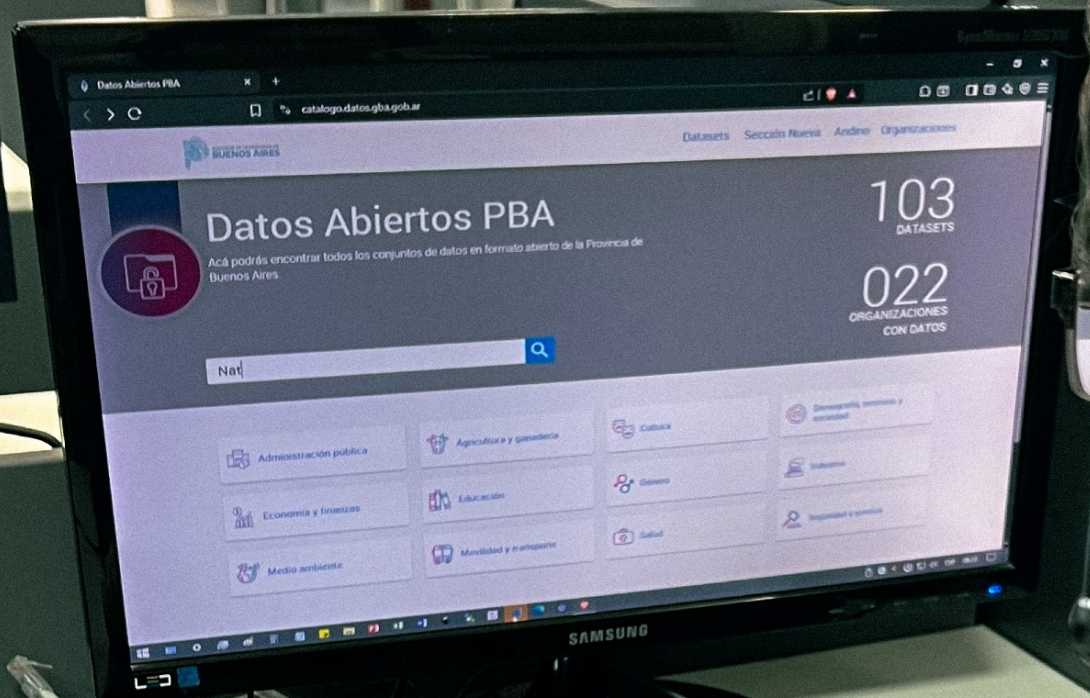 Datos Abiertos PBA
catalogo.datos.gba.gob.ar
BUENOS AIRES
Datasets Sección Nueva Andino Organizaciones
Datos Abiertos PBA
Acá podrás encontrar todos los conjuntos de datos en formato abierto de la Provincia de
Buenos Aires
103
DATASETS
022
ORGANIZACIONES
CON DATOS
Nat
Administración pública
Agricultura y ganadería
Cultura
Economía y finanzas
Educación
Género
Medio ambiente
Movilidad y transporte
Salud
SAMSUNG
LED